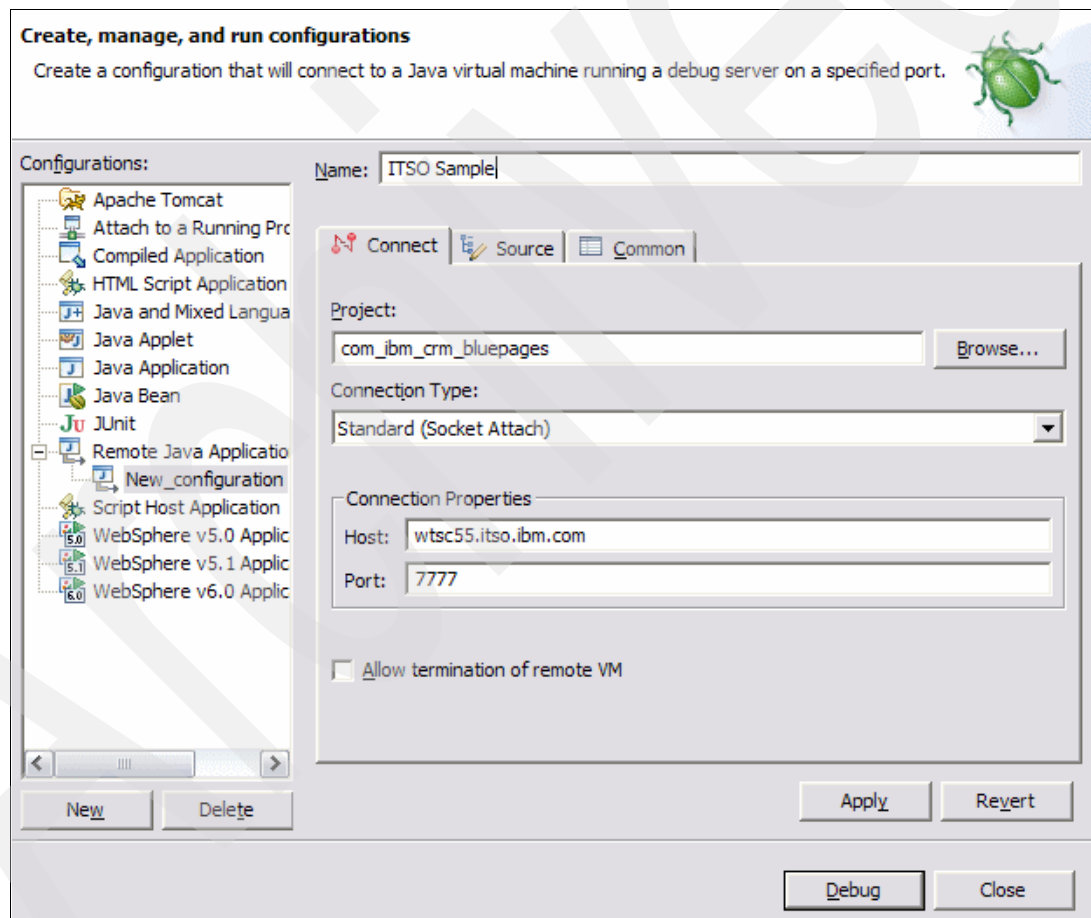 Create, manage, and run configurations
Create a configuration that will connect to a Java virtual machine running a debug server on a specified port.
Configurations:
Apache Tomcat
Attach to a Running Prc
Compiled Application
HTML Script Application
Java and Mixed Langua
Java Applet
Java Application
Java Bean
JUnit
Remote Java Applicatio
New_configuration
Script Host Application
WebSphere v5.0 Applic
WebSphere v5.1 Applic
WebSphere v6.0 Applic
New Delete
Name: ITSO Sample
Connect Source Common
Project:
com_ibm_crm_bluepages Browse...
Connection Type:
Standard (Socket Attach)
Connection Properties
Host: wtsc55.itso.ibm.com
Port: 7777
Allow termination of remote VM
Apply Revert
Debug Close